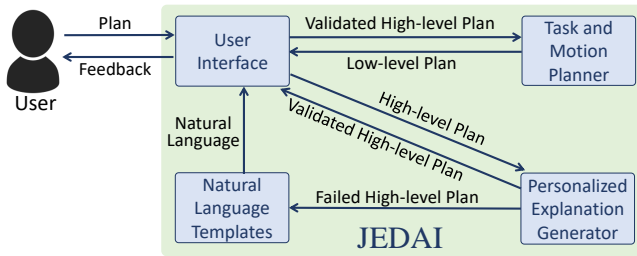 Plan
Feedback
User
User
Interface
Validated High-level Plan
Low-level Plan
Task and
Motion
Planner
High-level Plan
Validated High-level Plan
Natural
Language
Natural
Language
Templates
Failed High-level Plan
Personalized
Explanation
Generator
JEDAI